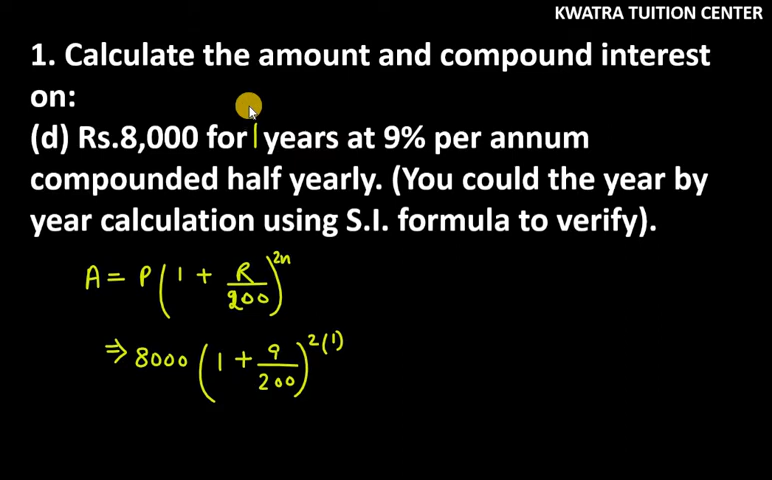 KWATRA TUITION CENTER
1. Calculate the amount and compound interest
on:
(d) Rs.8,000 for 1 years at 9% per annum
compounded half yearly. (You could the year by
year calculation using S.I. formula to verify).
A = P(1 + R/200)^2n
⇒ 8000(1 + 9/200)^2(1)